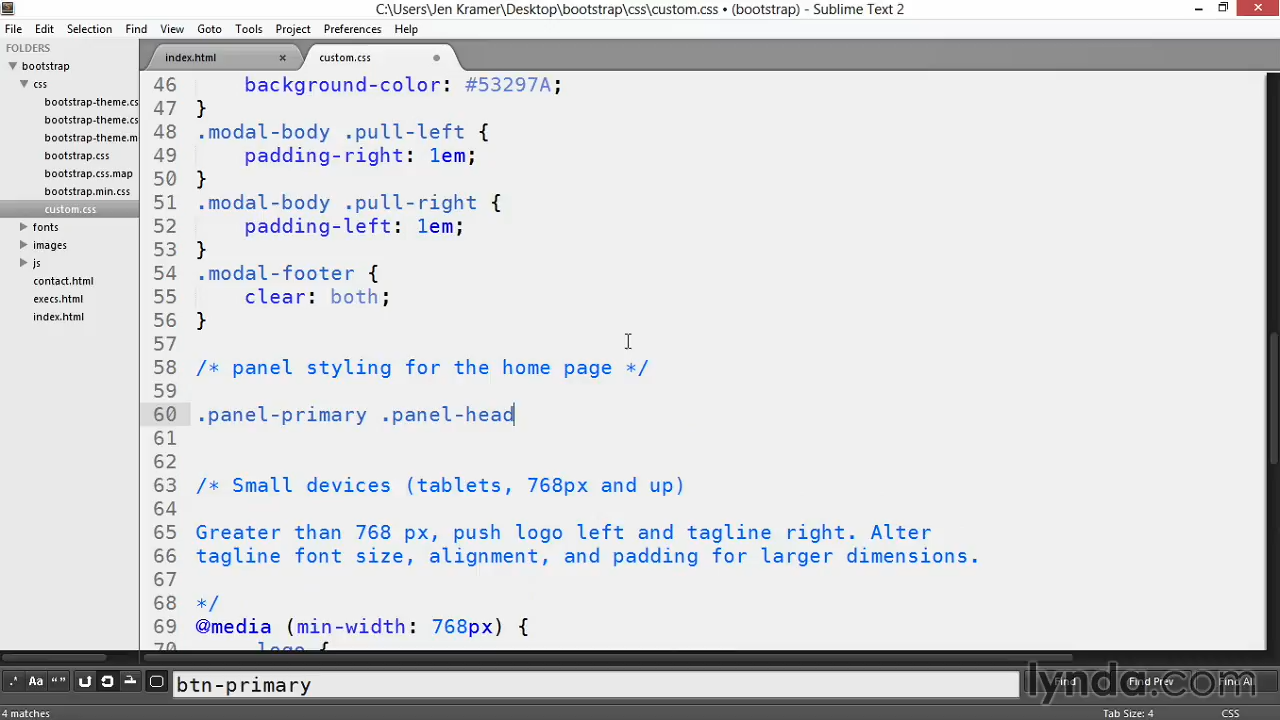 C:\Users\Jen Kramer\Desktop\bootstrap\css\custom.css • (bootstrap) - Sublime Text 2
File Edit Selection Find View Goto Tools Project Preferences Help
FOLDERS
bootstrap
css
bootstrap-theme.cs
bootstrap-theme.cs
bootstrap-theme.m
bootstrap.css
bootstrap.css.map
bootstrap.min.css
custom.css
fonts
images
js
contact.html
execs.html
index.html
index.html × custom.css
46 background-color: #53297A;
47 }
48 .modal-body .pull-left {
49 padding-right: 1em;
50 }
51 .modal-body .pull-right {
52 padding-left: 1em;
53 }
54 .modal-footer {
55 clear: both;
56 }
57
58 /* panel styling for the home page */
59
60 .panel-primary .panel-head
61
62
63 /* Small devices (tablets, 768px and up)
64
65 Greater than 768 px, push logo left and tagline right. Alter
66 tagline font size, alignment, and padding for larger dimensions.
67
68 */
69 @media (min-width: 768px) {
70 .logo {
.* Aa “” btn-primary Find Find Prev Find All
lynda.com
4 matches Tab Size: 4 CSS